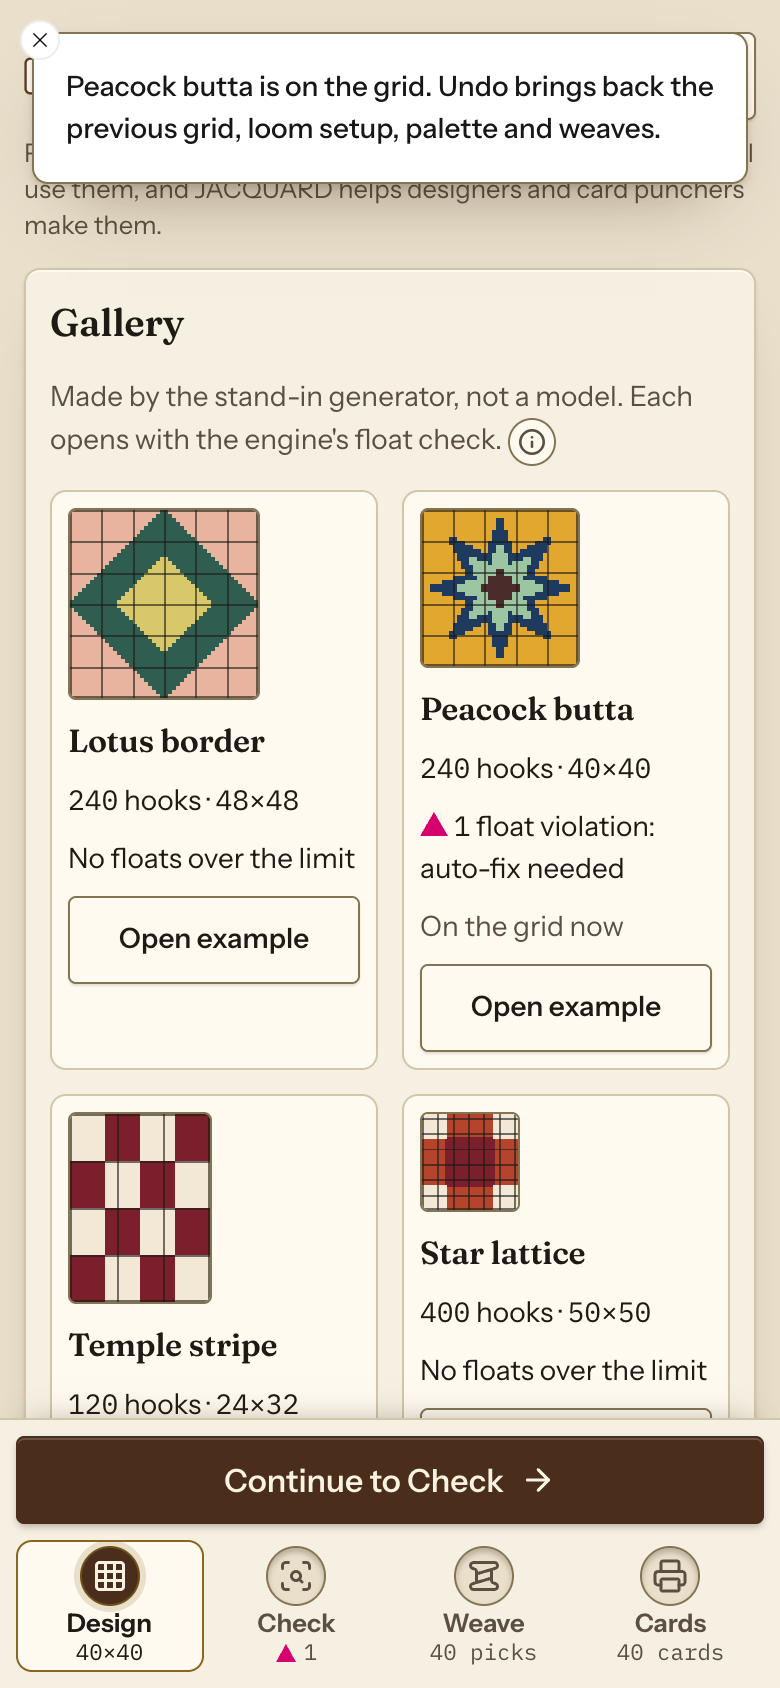 Peacock butta is on the grid. Undo brings back the
previous grid, loom setup, palette and weaves.
use them, and JACQUARD helps designers and card punchers
make them.
Gallery
Made by the stand-in generator, not a model. Each
opens with the engine's float check.
Lotus border
240 hooks·48×48
No floats over the limit
Open example
Peacock butta
240 hooks·40×40
1 float violation:
auto-fix needed
On the grid now
Open example
Temple stripe
120 hooks·24×32
Star lattice
400 hooks·50×50
No floats over the limit
Continue to Check
Design
40×40
Check
1
Weave
40 picks
Cards
40 cards